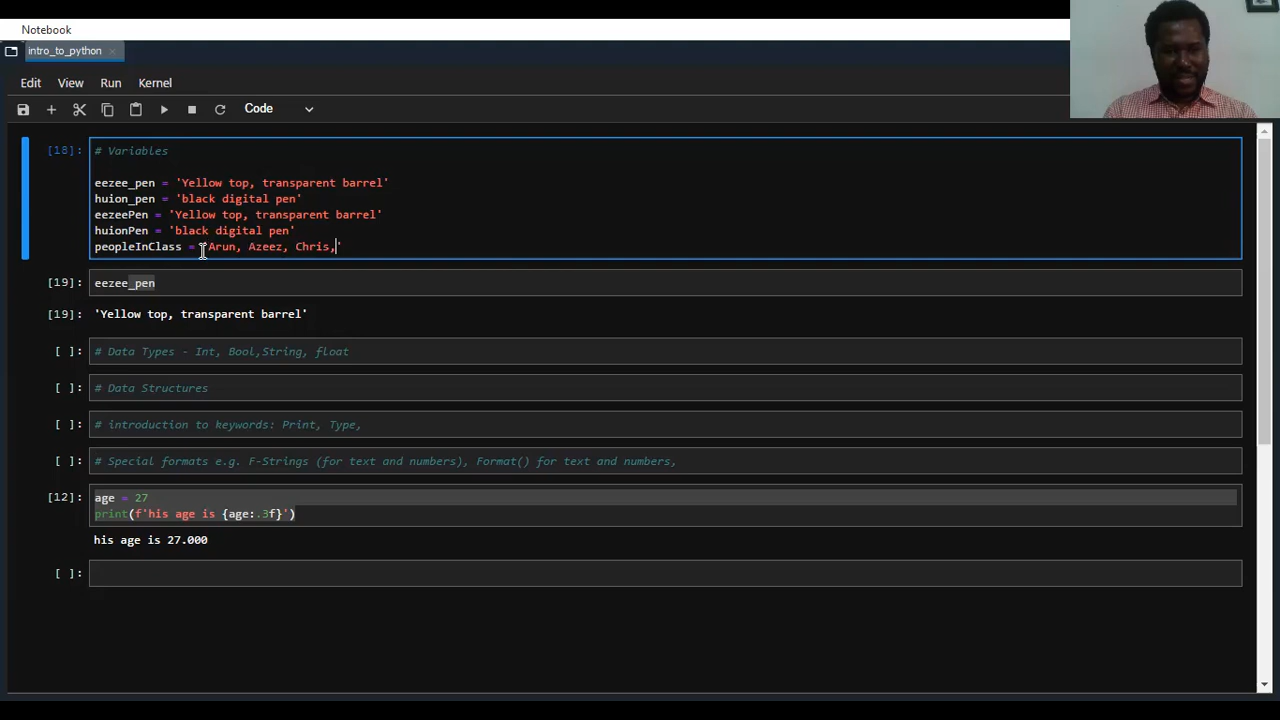 Notebook
intro_to_python
Edit View Run Kernel
Code
[18]: # Variables
eezee_pen = 'Yellow top, transparent barrel'
huion_pen = 'black digital pen'
eezeePen = 'Yellow top, transparent barrel'
huionPen = 'black digital pen'
peopleInClass = 'Arun, Azeez, Chris,'
[19]: eezee_pen
[19]: 'Yellow top, transparent barrel'
[ ]: # Data Types - Int, Bool,String, float
[ ]: # Data Structures
[ ]: # introduction to keywords: Print, Type,
[ ]: # Special formats e.g. F-Strings (for text and numbers), Format() for text and numbers,
[12]: age = 27
print(f'his age is {age:.3f}')
his age is 27.000
[ ]: